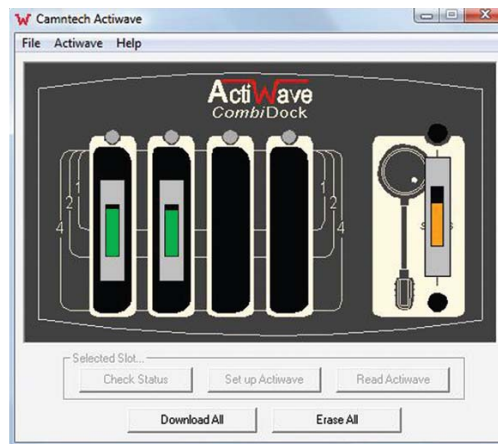 Camntech Actiwave
File Actiwave Help
ActiWave
CombiDock
1
2
4
1
2
4
Selected Slot...
Check Status
Set up Actiwave
Read Actiwave
Download All
Erase All